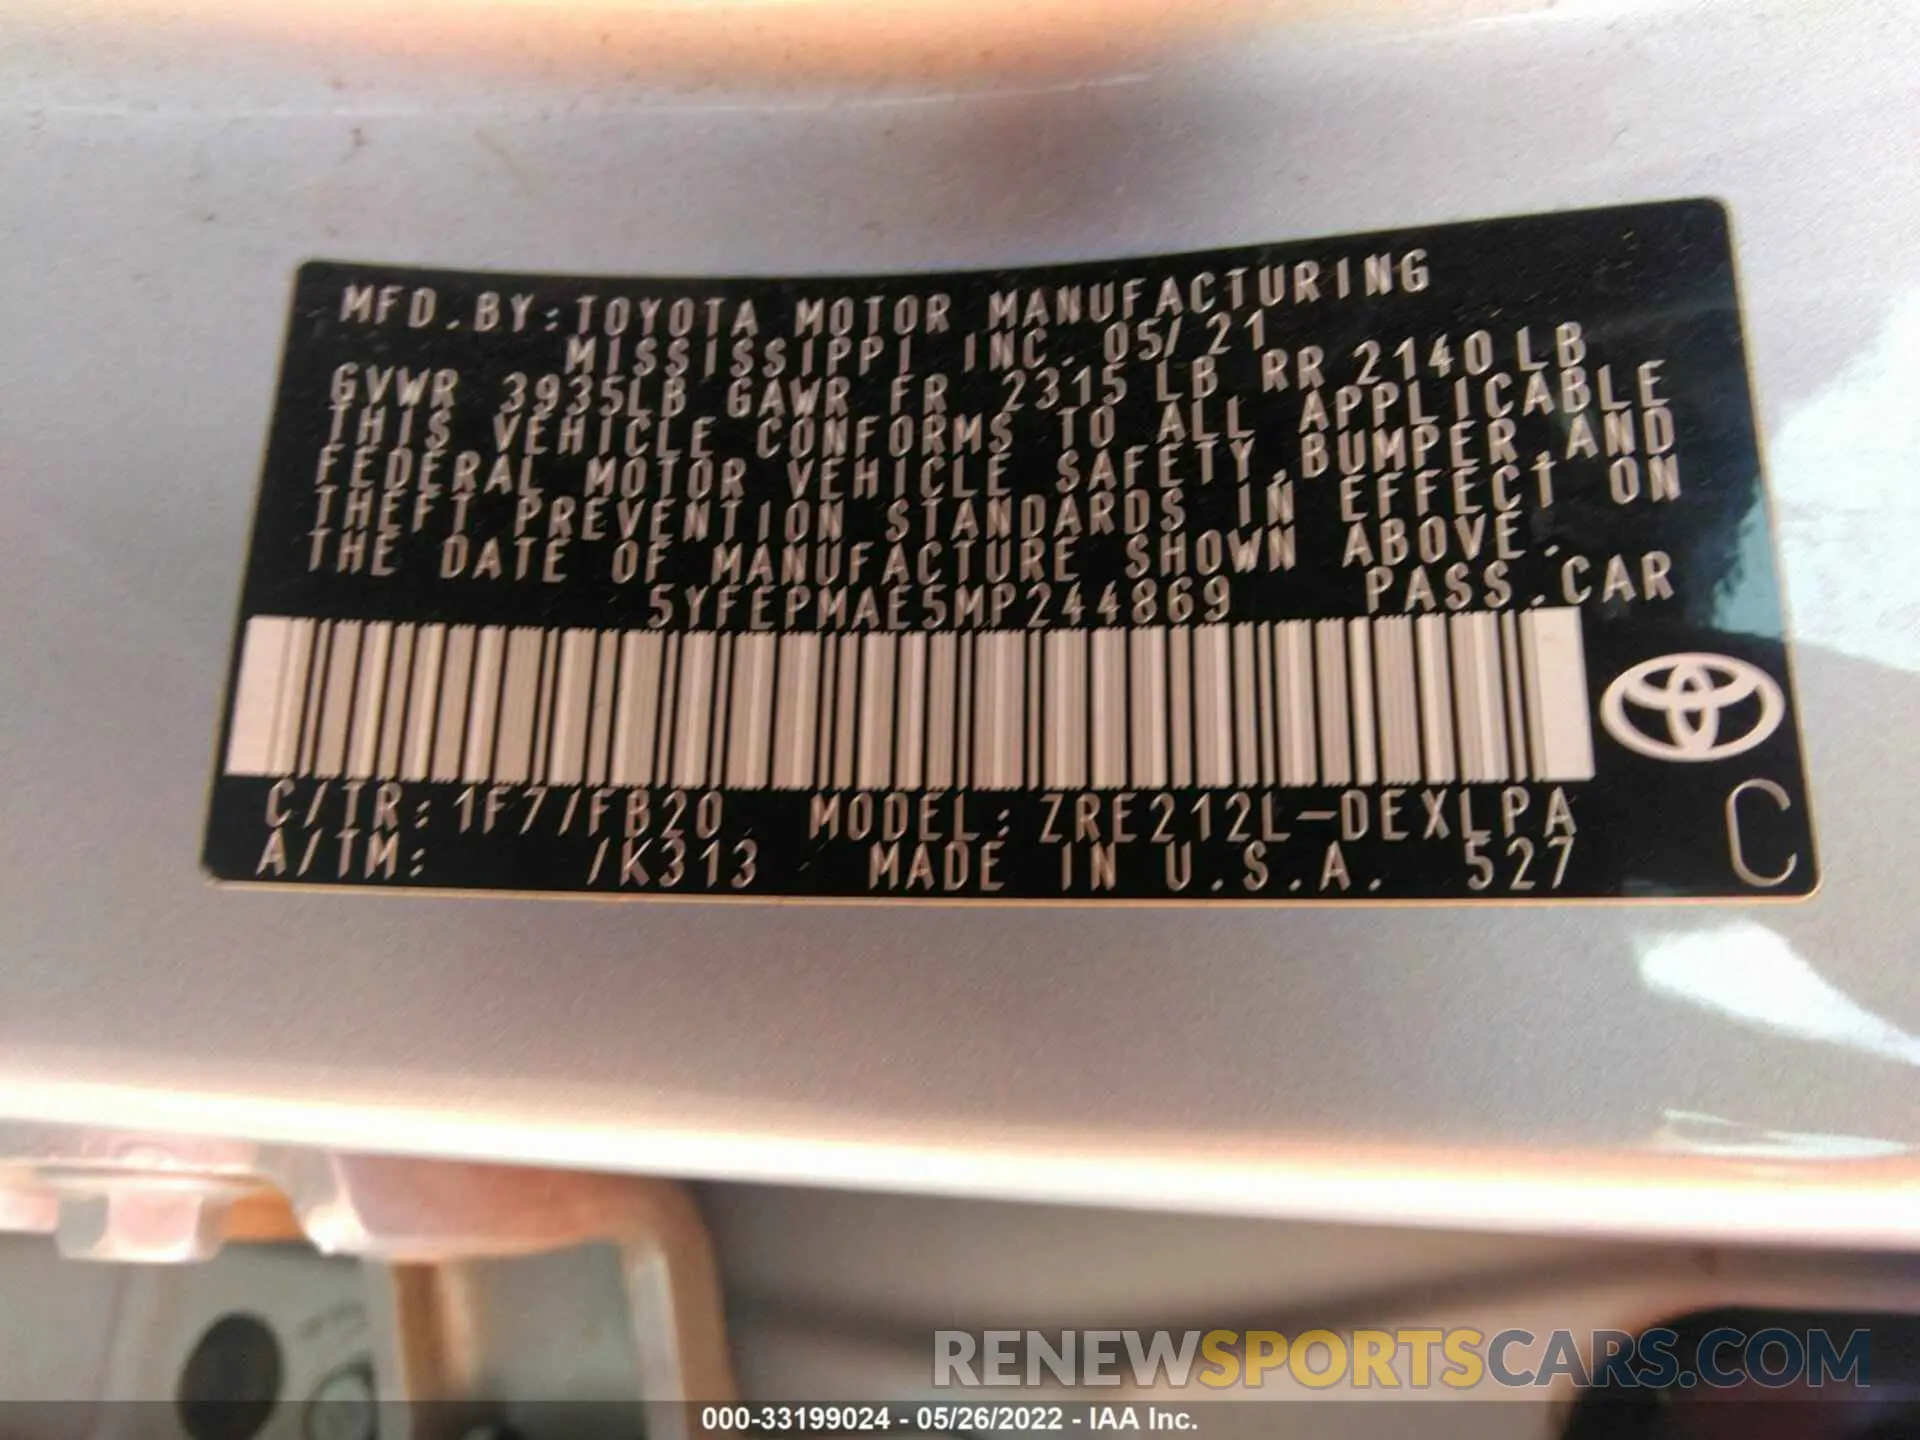 MFD.BY:TOYOTA MOTOR MANUFACTURING
MISSISSIPPI INC. 05/21
GVWR 3935LB GAWR FR 2315 LB RR 2140LB
THIS VEHICLE CONFORMS TO ALL APPLICABLE
FEDERAL MOTOR VEHICLE SAFETY,BUMPER,AND
THEFT PREVENTION STANDARDS IN EFFECT ON
THE DATE OF MANUFACTURE SHOWN ABOVE.
5YFEPMAE5MP244869 PASS.CAR
C/TR:1F7/FB20 MODEL:ZRE212L-DEXLPA
A/TM: /K313 MADE IN U.S.A. 527
C
RENEWSPORTSCARS.COM
000-33199024 - 05/26/2022 - IAA Inc.